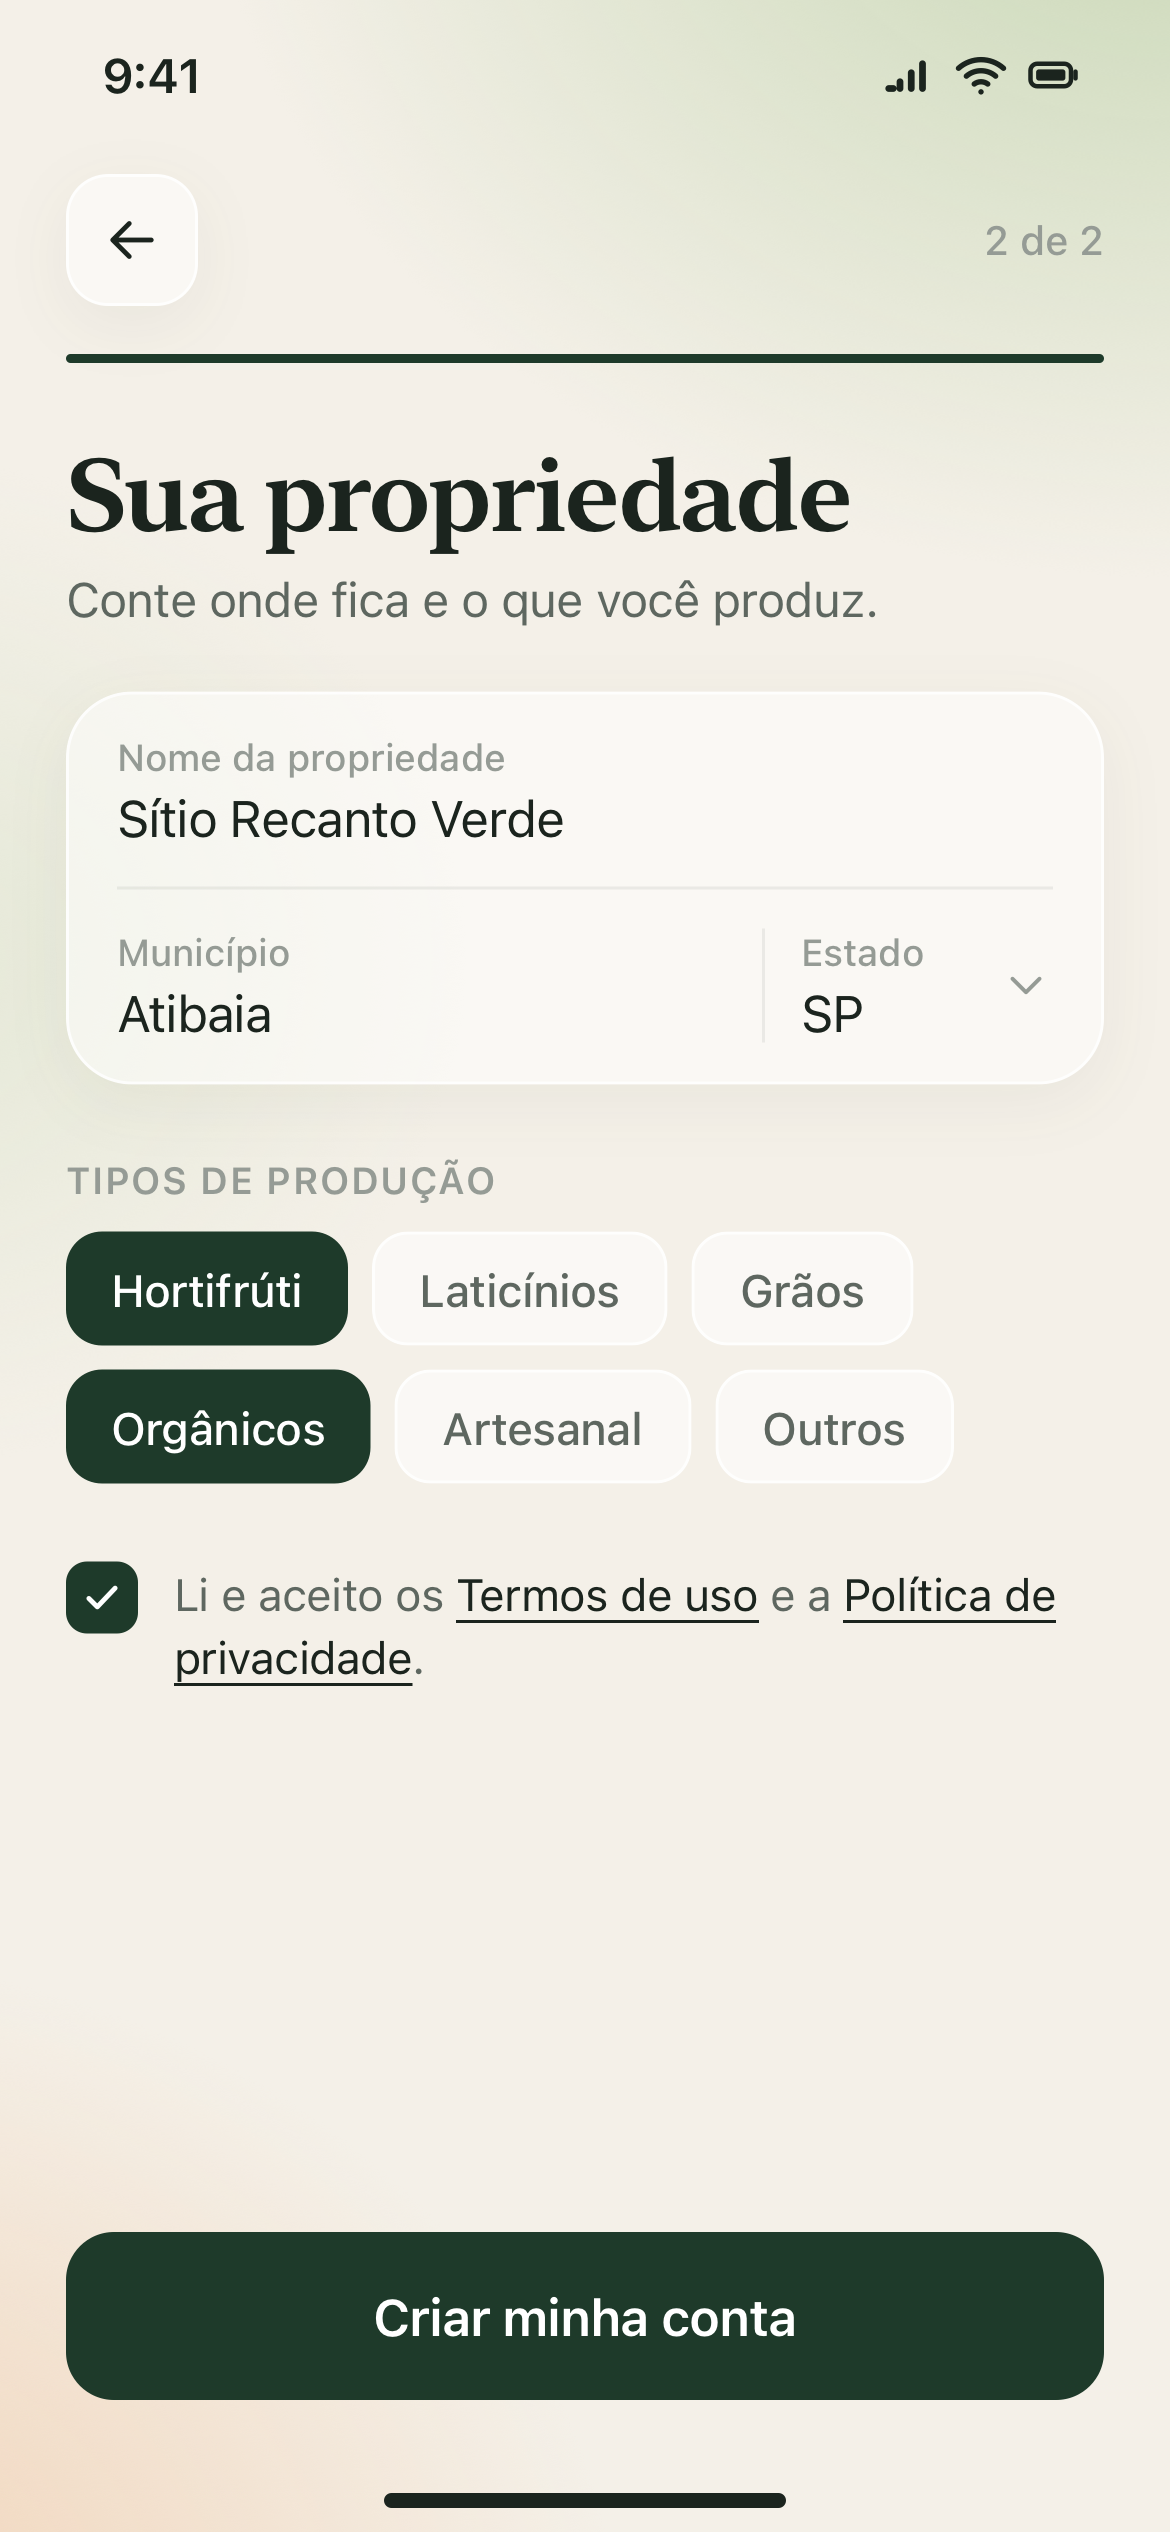 9:41
2 de 2
Sua propriedade
Conte onde fica e o que você produz.
Nome da propriedade
Sítio Recanto Verde
Município
Atibaia
Estado
SP
TIPOS DE PRODUÇÃO
Hortifrúti
Laticínios
Grãos
Orgânicos
Artesanal
Outros
Li e aceito os Termos de uso e a Política de
privacidade.
Criar minha conta